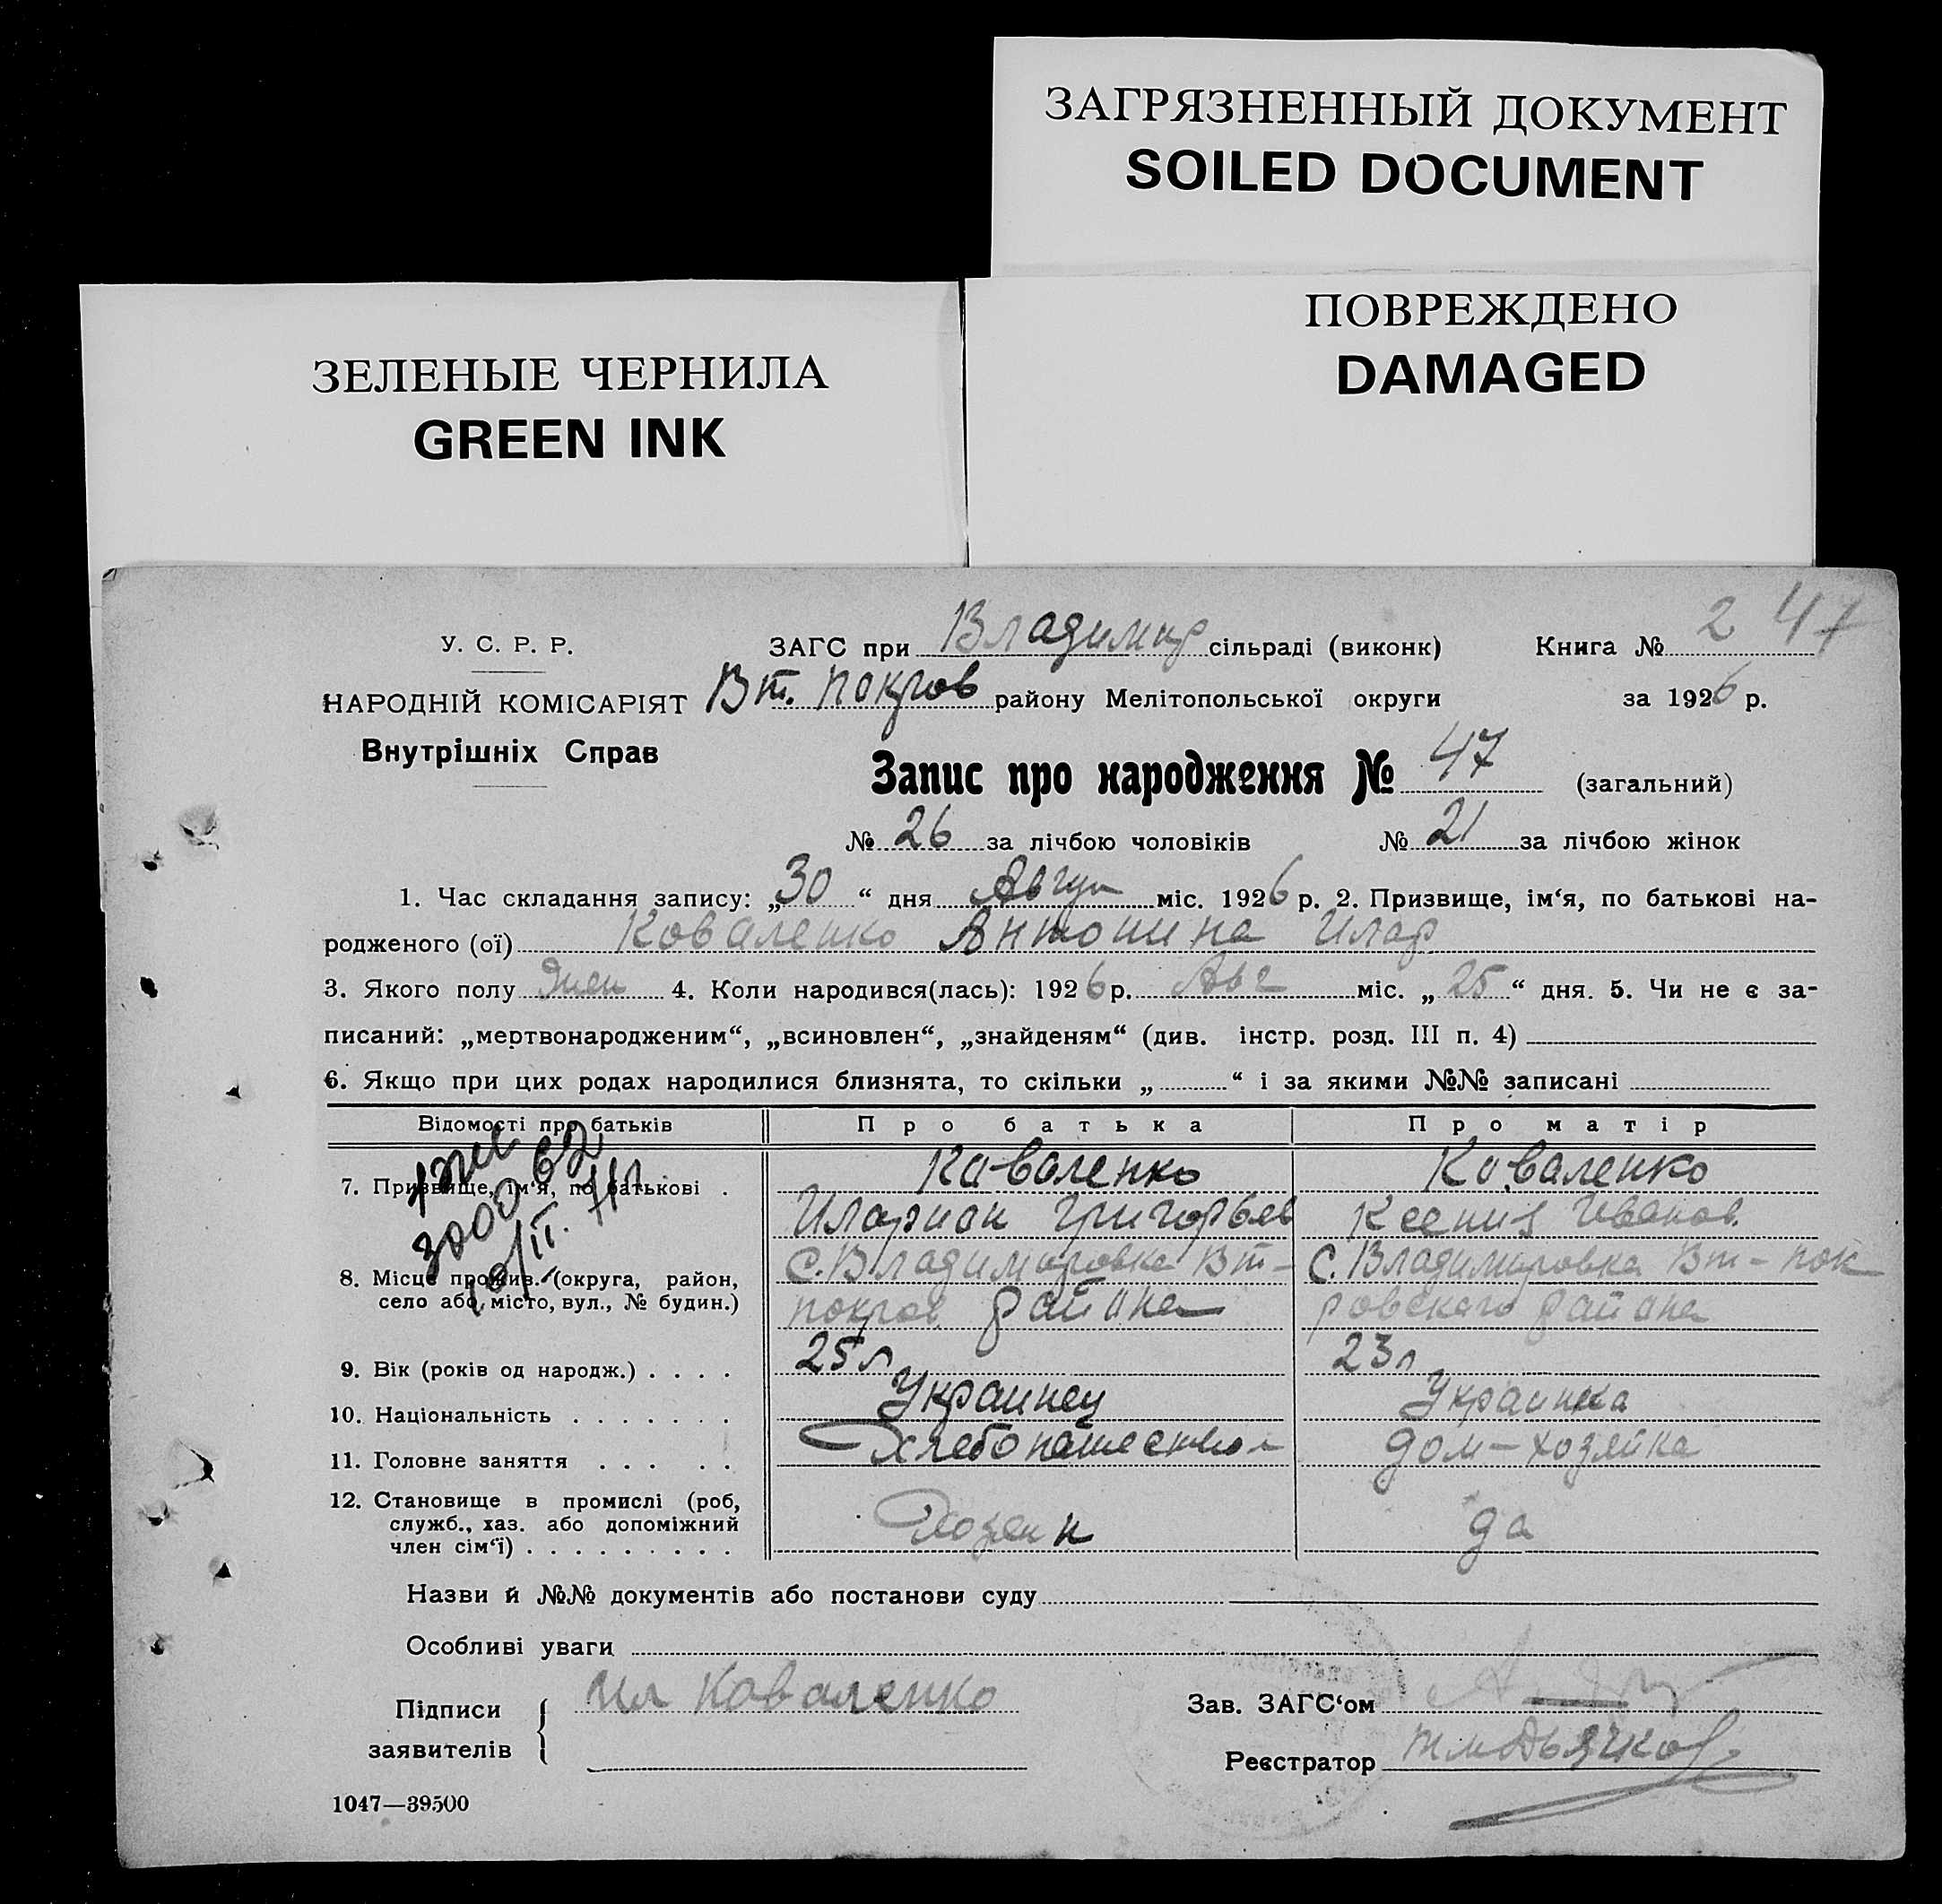 ЗАГРЯЗНЕННЫЙ ДОКУМЕНТ
SOILED DOCUMENT
ПОВРЕЖДЕНО
DAMAGED
ЗЕЛЕНЫЕ ЧЕРНИЛА
GREEN INK
У. С. Р. Р.
НАРОДНІЙ КОМІСАРІЯТ
Внутрішніх Справ
ЗАГС при Владимир сільраді (виконк) Книга № 2 47
Вт. Покров району Мелітопольської округи за 1926 р.
Запис про народження № 47 (загальний)
№ 26 за лічбою чоловіків № 21 за лічбою жінок
1. Час складання запису: „30“ дня Август міс. 1926 р. 2. Призвище, ім‘я, по батькові на-
родженого (ої) Коваленко Антонина Илар
3. Якого полу жен 4. Коли народився(лась): 1926 р. Авг міс. „25“ дня. 5. Чи не є за-
писаний: „мертвонародженим“, „всиновлен“, „знайденям“ (див. інстр. розд. III п. 4)
6. Якщо при цих родах народилися близнята, то скільки „ “ і за якими №№ записані
Відомості про батьків Про батька Про матір
7. Призвище, ім‘я, по батькові . Коваленко Коваленко
Иларион Григорьев Ксения Иванов.
8. Місце прожив. (округа, район, село або місто, вул., № будин.) С. Владимировка Вт- С. Владимировка Вт-пок
покров района ровского района
9. Вік (років од народж.) . . . . 25 л 23 л
10. Національність . . . . . . . Украинец Украинка
11. Головне заняття . . . . . Хлебопашество дом-хозяйка
12. Становище в промислі (роб, служб., хаз. або допоміжний член сім‘ї) . . . . . . . . . Хозяин да
Назви й №№ документів або постанови суду
Особливі уваги
Підписи заявителів Ил Коваленко
Зав. ЗАГС‘ом
Реєстратор Дьячков
1047—39500